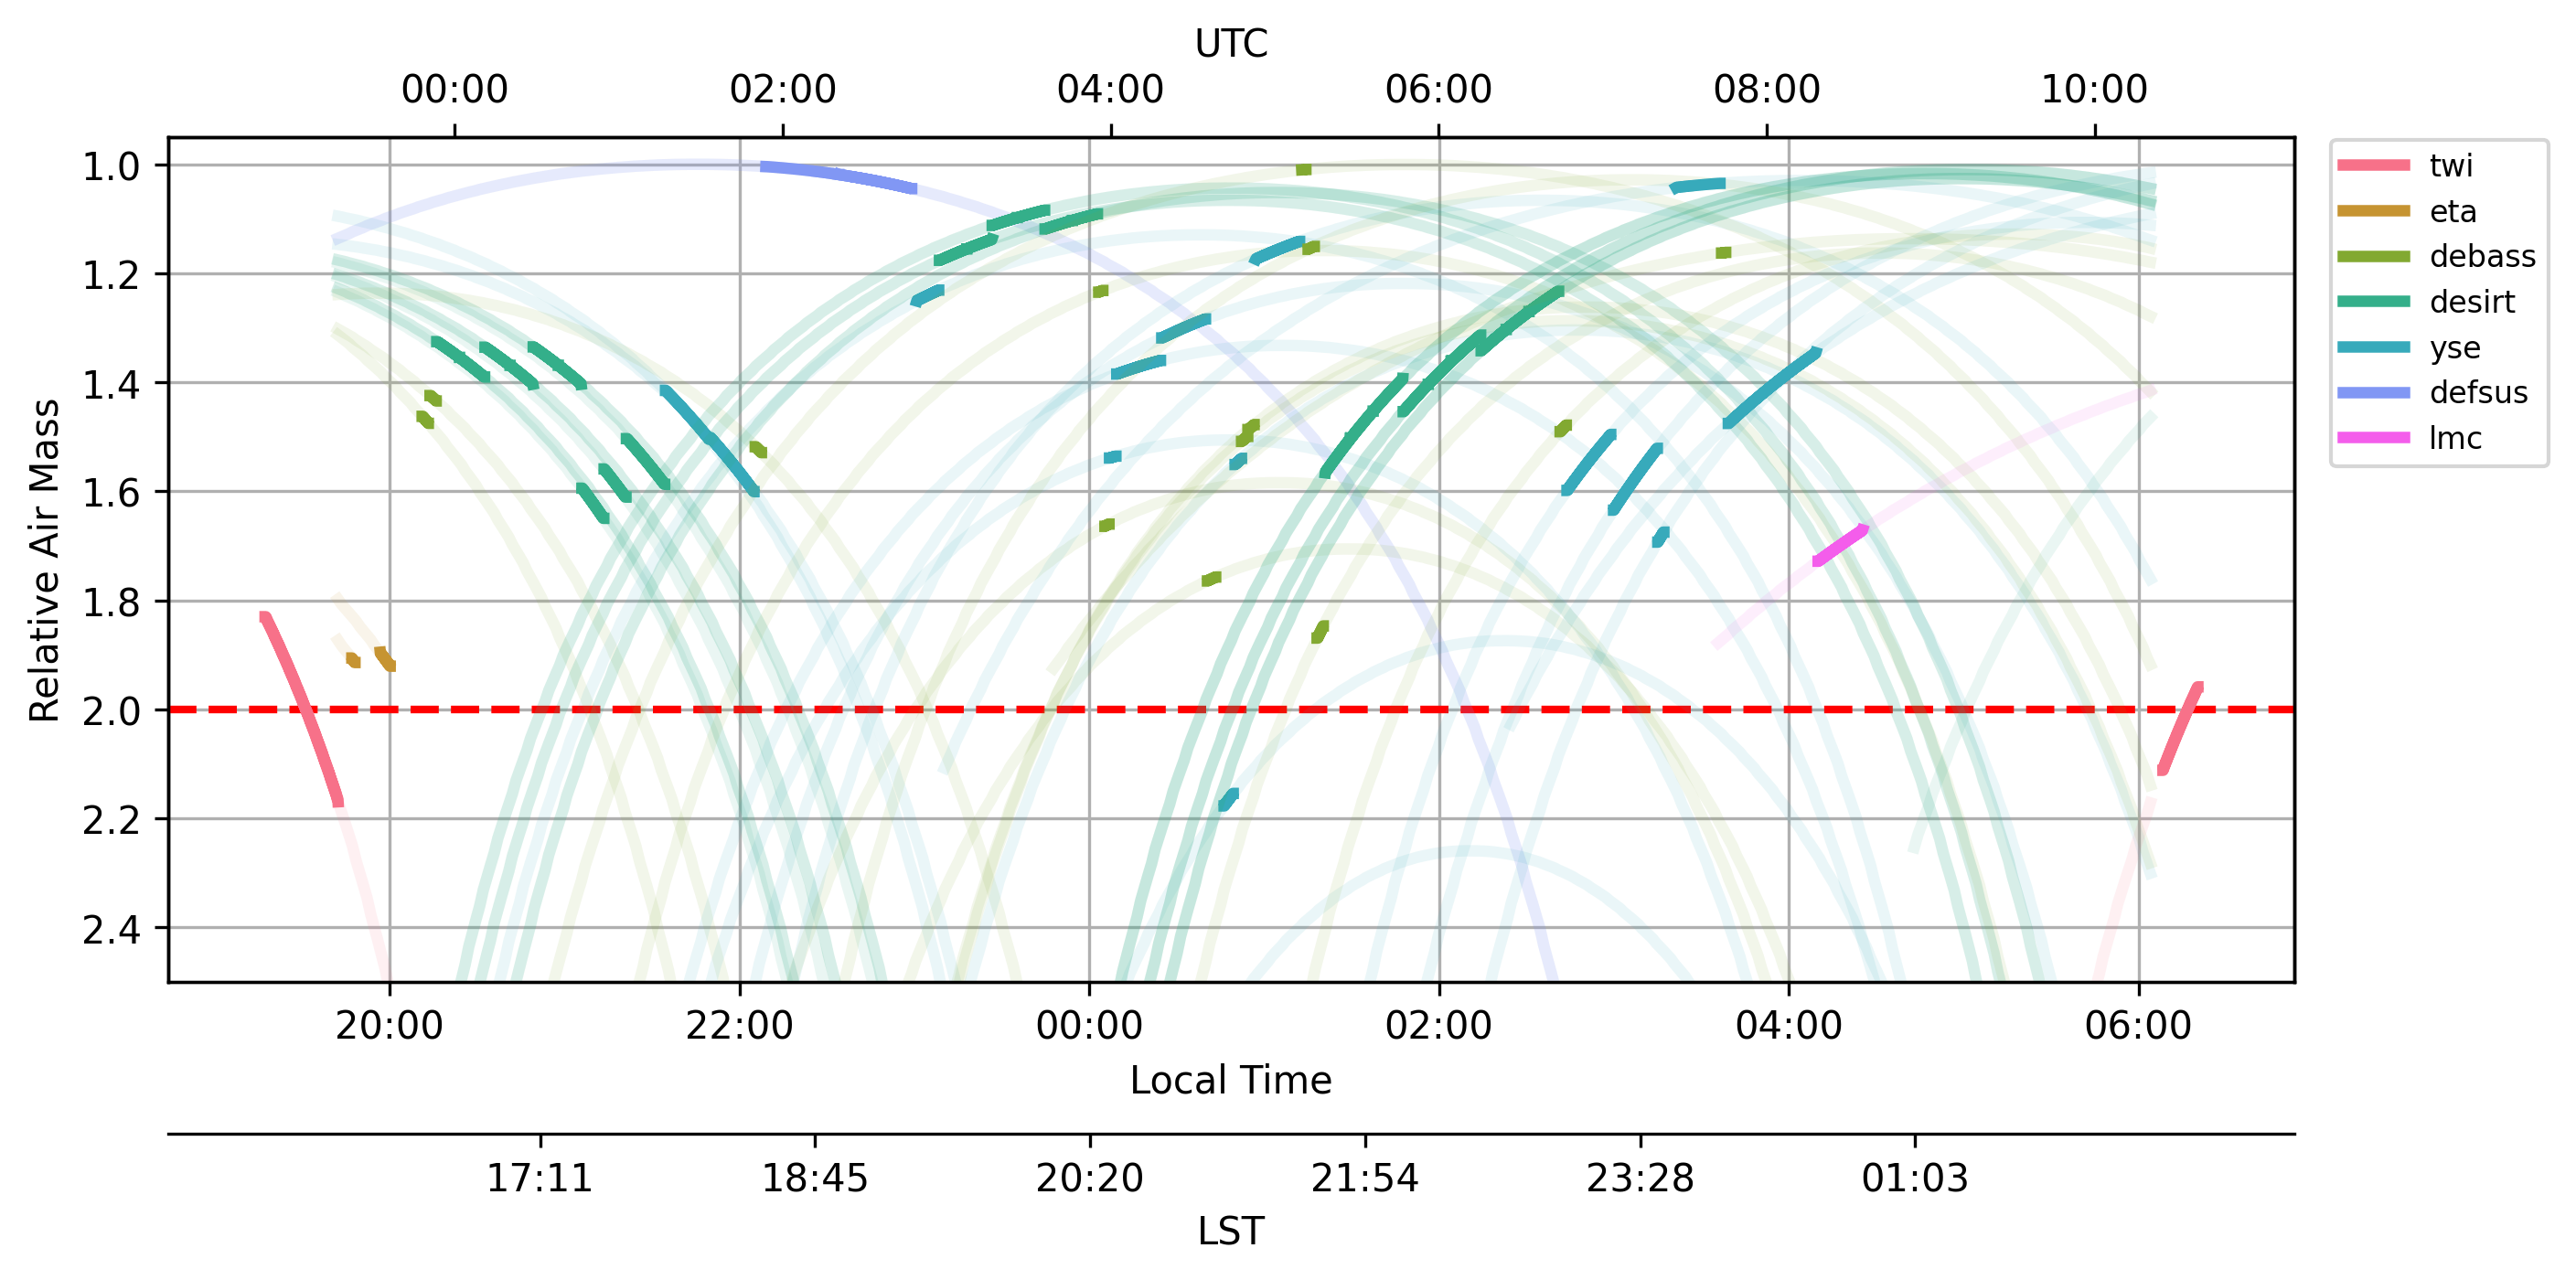 UTC
00:00 02:00 04:00 06:00 08:00 10:00
1.0
1.2
1.4
1.6
1.8
2.0
2.2
2.4
Relative Air Mass
twi
eta
debass
desirt
yse
defsus
lmc
20:00 22:00 00:00 02:00 04:00 06:00
Local Time
17:11 18:45 20:20 21:54 23:28 01:03
LST